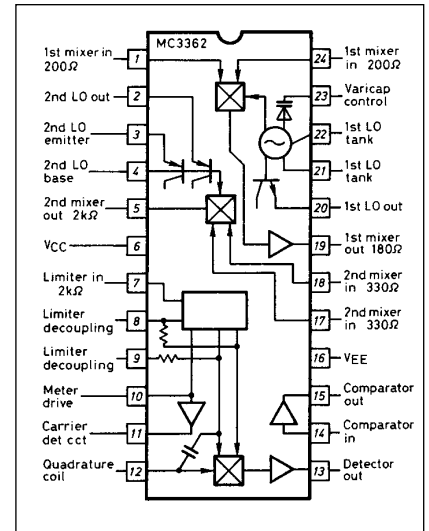 MC3362
1st mixer in
200Ω
1
2nd LO out
2
2nd LO
emitter
3
2nd LO
base
4
2nd mixer
out 2kΩ
5
VCC
6
Limiter in
2kΩ
7
Limiter
decoupling
8
Limiter
decoupling
9
Meter
drive
10
Carrier
det cct
11
Quadrature
coil
12
24
1st mixer
in 200Ω
23
Varicap
control
22
1st LO
tank
21
1st LO
tank
20
1st LO out
19
1st mixer
out 180Ω
18
2nd mixer
in 330Ω
17
2nd mixer
in 330Ω
16
VEE
15
Comparator
out
14
Comparator
in
13
Detector
out